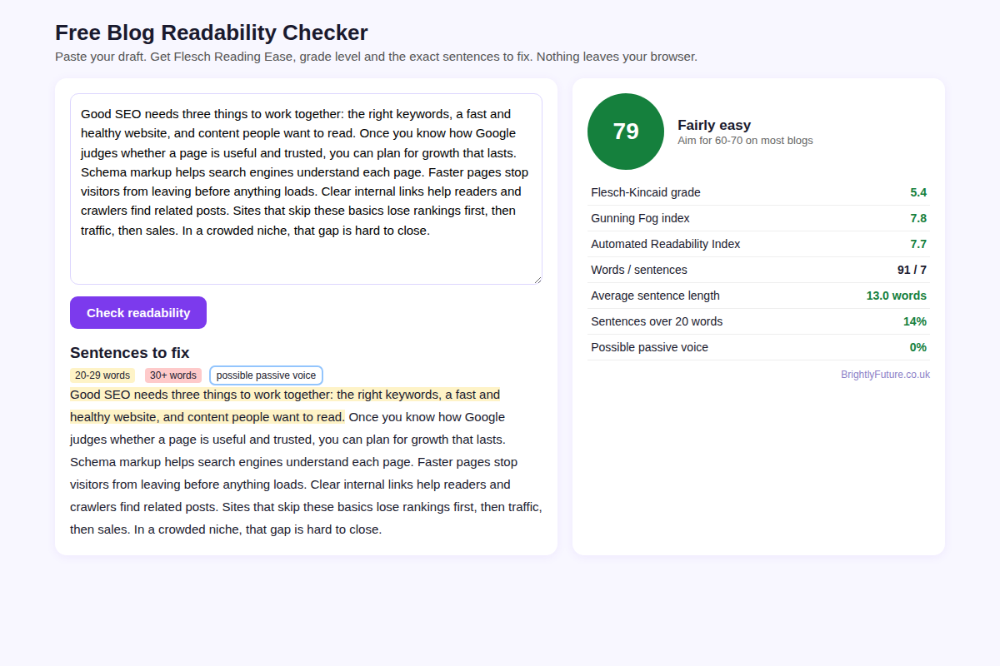 Free Blog Readability Checker
Paste your draft. Get Flesch Reading Ease, grade level and the exact sentences to fix. Nothing leaves your browser.
Good SEO needs three things to work together: the right keywords, a fast and
healthy website, and content people want to read. Once you know how Google
judges whether a page is useful and trusted, you can plan for growth that lasts.
Schema markup helps search engines understand each page. Faster pages stop
visitors from leaving before anything loads. Clear internal links help readers and
crawlers find related posts. Sites that skip these basics lose rankings first, then
traffic, then sales. In a crowded niche, that gap is hard to close.
Check readability
Sentences to fix
20-29 words 30+ words possible passive voice
Good SEO needs three things to work together: the right keywords, a fast and
healthy website, and content people want to read. Once you know how Google
judges whether a page is useful and trusted, you can plan for growth that lasts.
Schema markup helps search engines understand each page. Faster pages stop
visitors from leaving before anything loads. Clear internal links help readers and
crawlers find related posts. Sites that skip these basics lose rankings first, then traffic,
then sales. In a crowded niche, that gap is hard to close.
79
Fairly easy
Aim for 60-70 on most blogs
Flesch-Kincaid grade 5.4
Gunning Fog index 7.8
Automated Readability Index 7.7
Words / sentences 91 / 7
Average sentence length 13.0 words
Sentences over 20 words 14%
Possible passive voice 0%
BrightlyFuture.co.uk